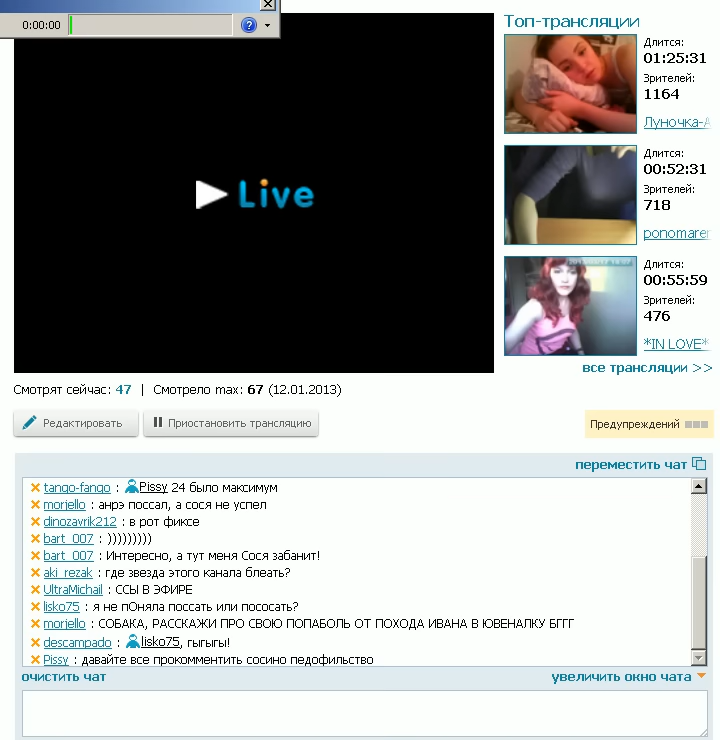 0:00:00
Live
Топ-трансляции
Длится:
01:25:31
Зрителей:
1164
Луночка-А
Длится:
00:52:31
Зрителей:
718
ponomarer
Длится:
00:55:59
Зрителей:
476
*IN LOVE*
все трансляции >>
Смотрят сейчас: 47 | Смотрело max: 67 (12.01.2013)
Редактировать
Приостановить трансляцию
Предупреждений
переместить чат
tango-fango : Pissy 24 было максимум
morjello : анрэ поссал, а сося не успел
dinozavrik212 : в рот фиксе
bart_007 : )))))))))
bart_007 : Интересно, а тут меня Сося забанит!
aki_rezak : где звезда этого канала блеать?
UltraMichail : ССЫ В ЭФИРЕ
lisko75 : я не пОняла поссать или пососать?
morjello : СОБАКА, РАССКАЖИ ПРО СВОЮ ПОПАБОЛЬ ОТ ПОХОДА ИВАНА В ЮВЕНАЛКУ БГГГ
descampado : lisko75, гыгыгы!
Pissy : давайте все прокомментить сосино педофильство
очистить чат
увеличить окно чата